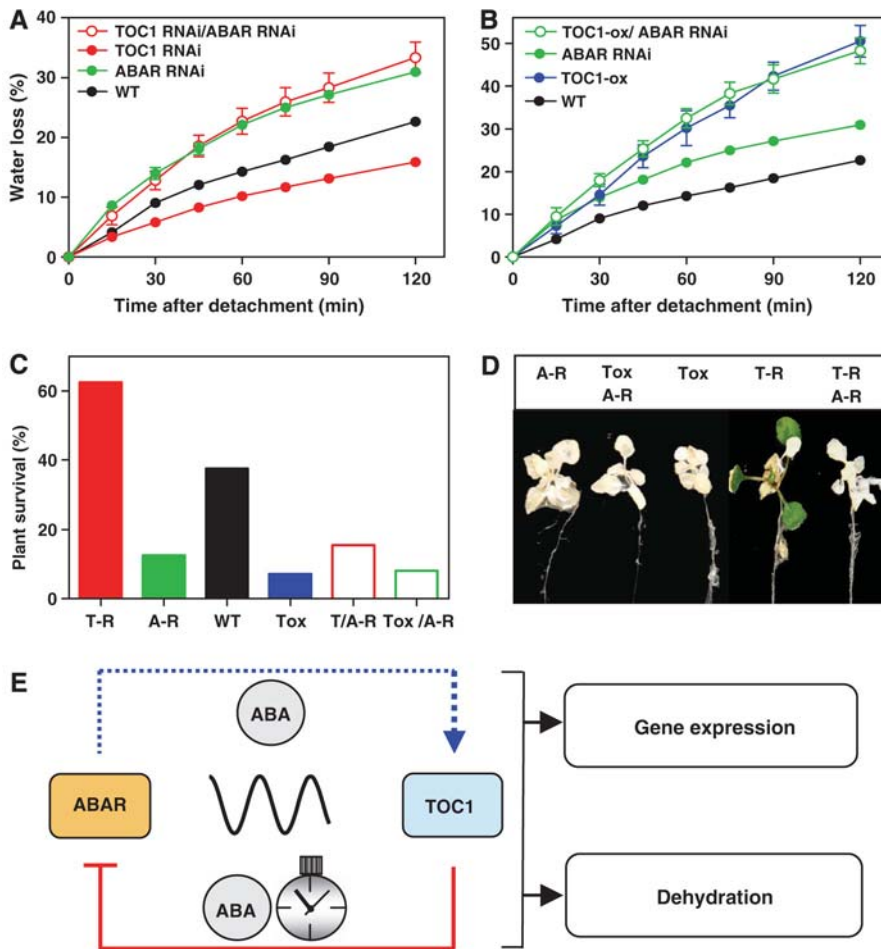 A
40
30
20
10
0
Water loss (%)
TOC1 RNAi/ABAR RNAi
TOC1 RNAi
ABAR RNAi
WT
0 30 60 90 120
Time after detachment (min)
B
50
40
30
20
10
0
TOC1-ox/ ABAR RNAi
ABAR RNAi
TOC1-ox
WT
0 30 60 90 120
Time after detachment (min)
C
60
40
20
0
Plant survival (%)
T-R A-R WT Tox T/A-R Tox /A-R
D
A-R Tox Tox T-R T-R
A-R A-R
E
ABA
ABAR
TOC1
ABA
Gene expression
Dehydration